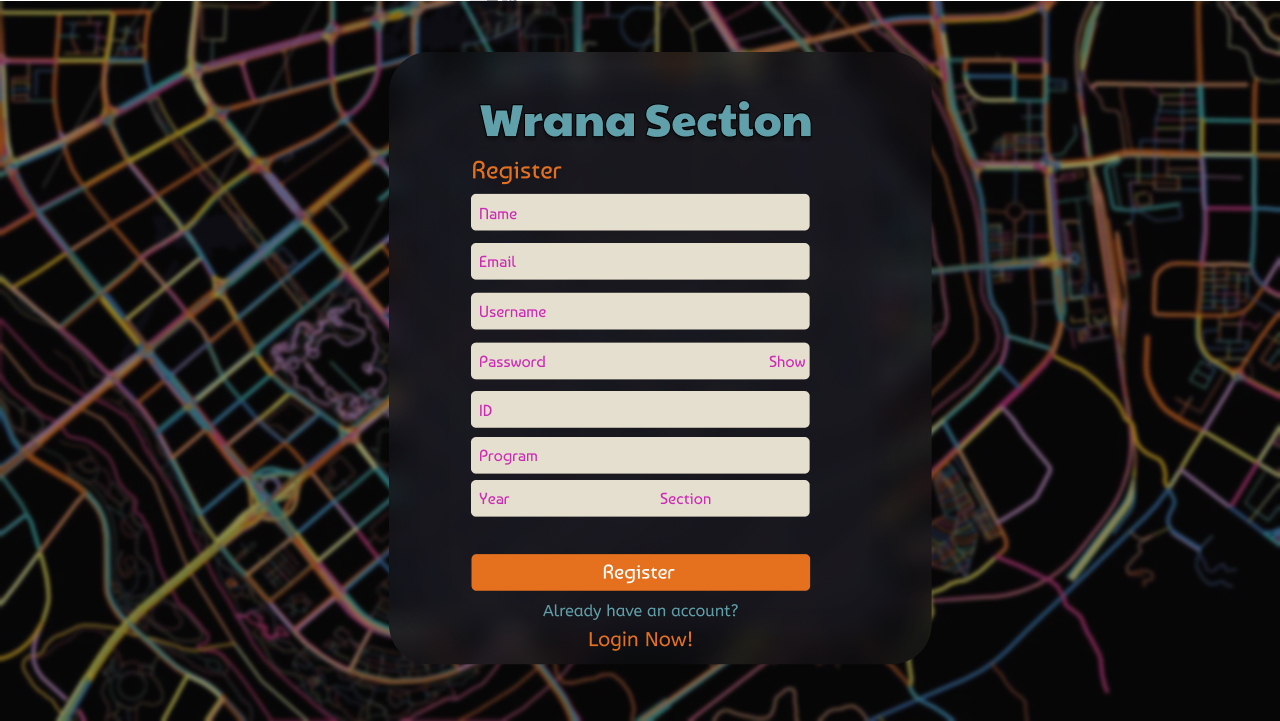 Wrana Section
Register
Name
Email
Username
Password Show
ID
Program
Year Section
Register
Already have an account?
Login Now!